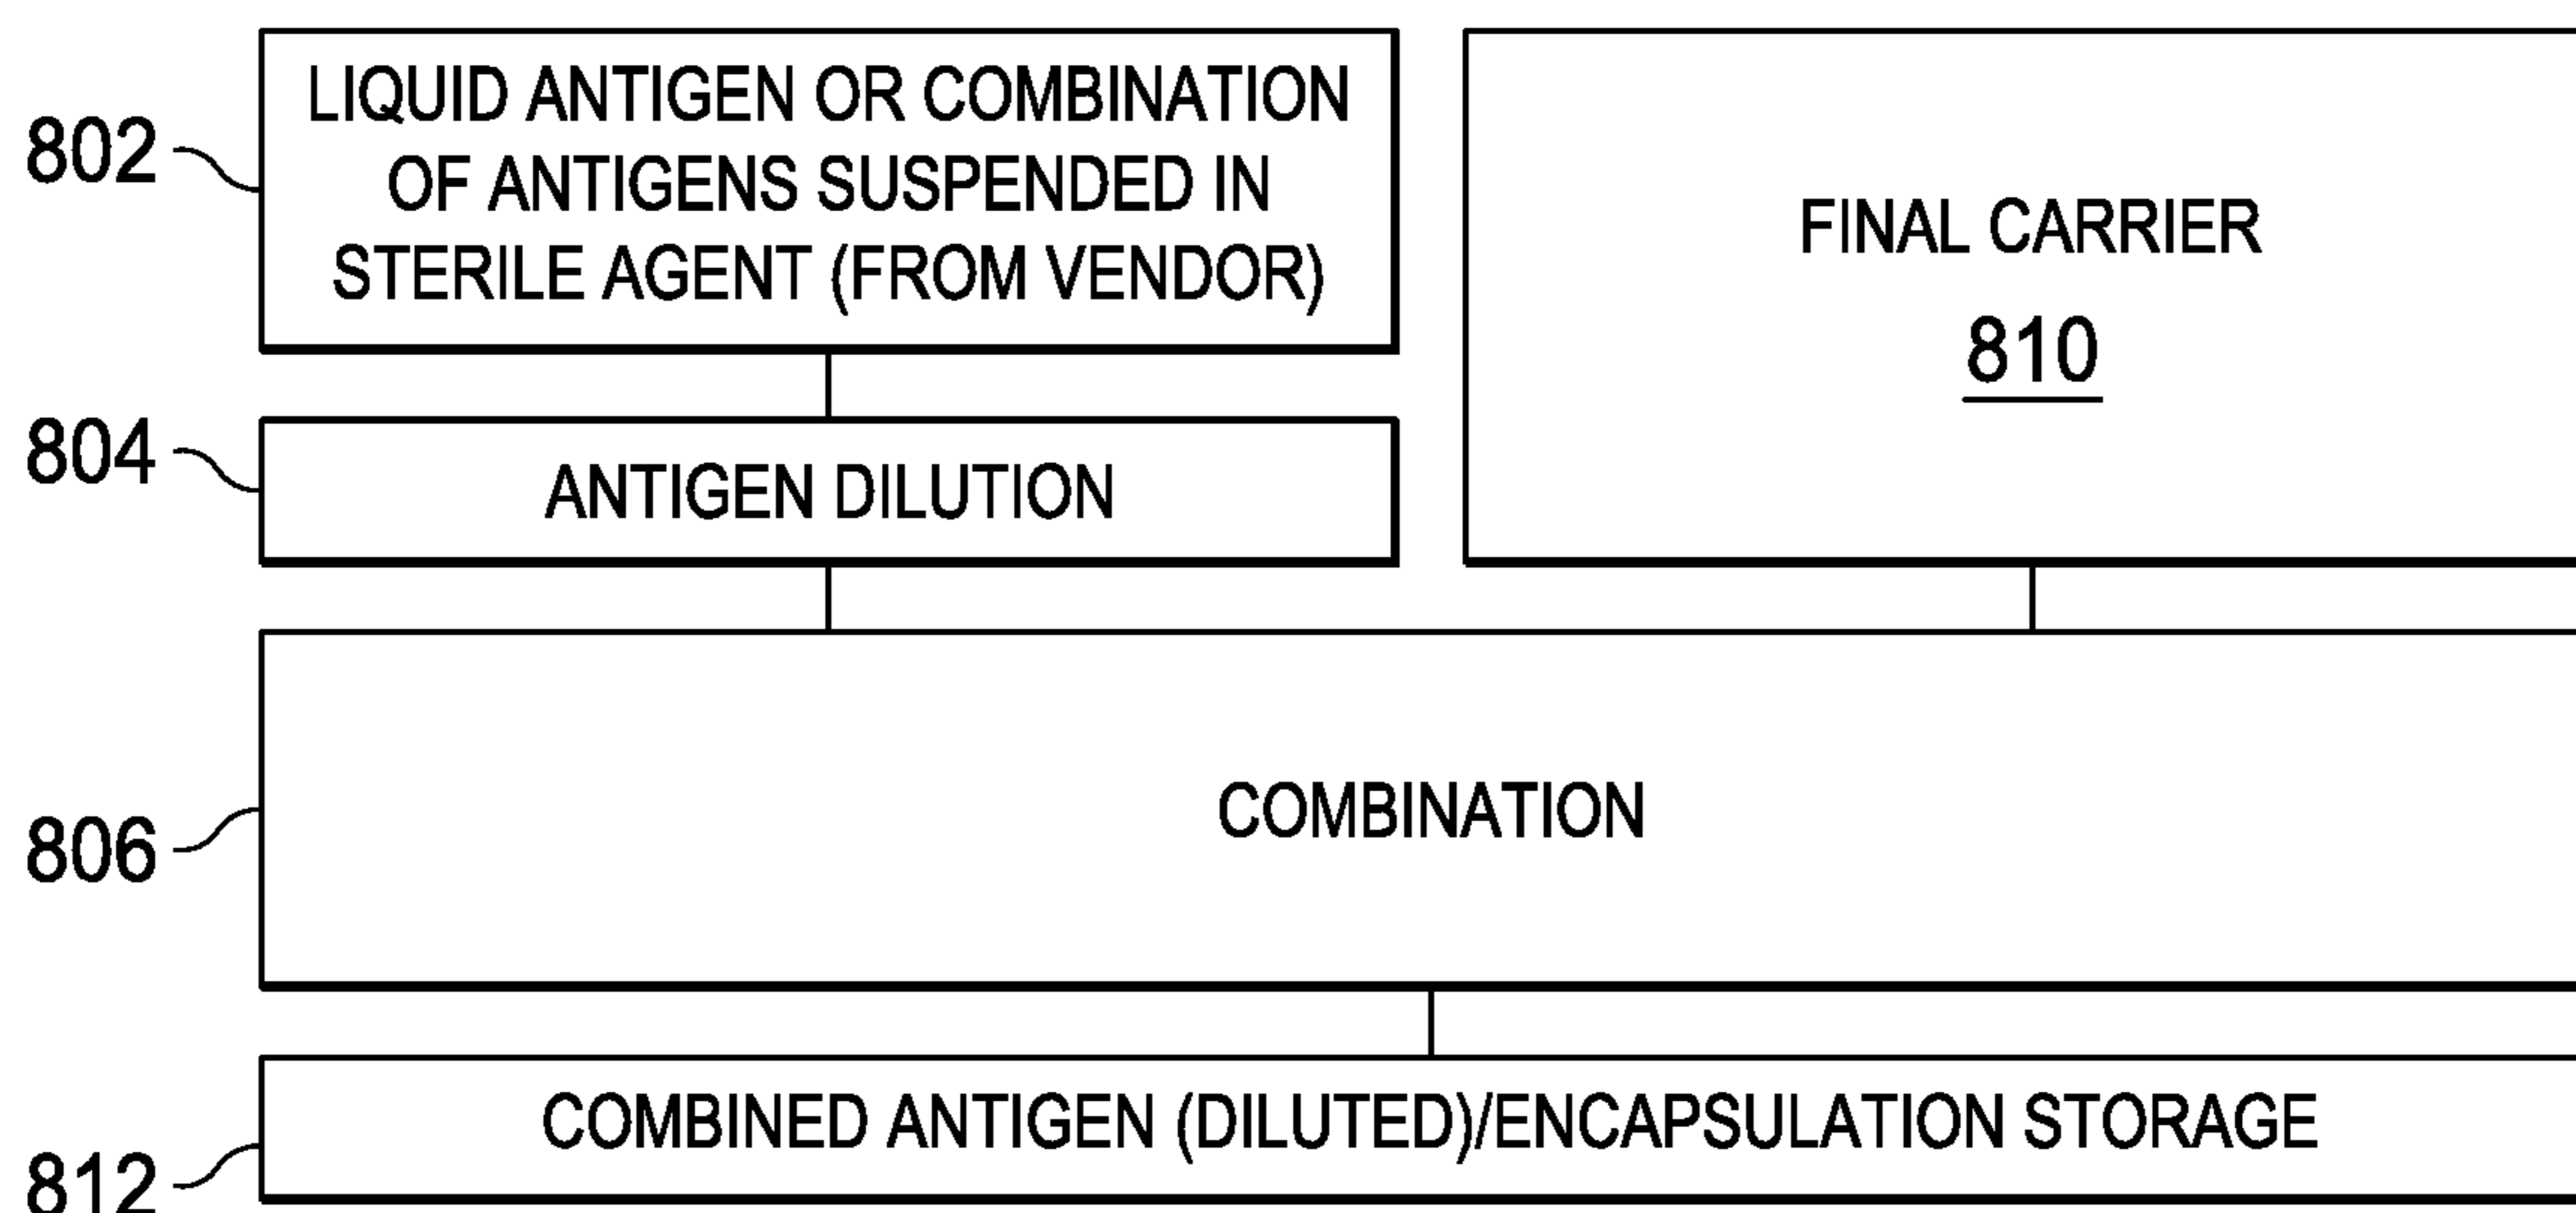 802
LIQUID ANTIGEN OR COMBINATION
OF ANTIGENS SUSPENDED IN
STERILE AGENT (FROM VENDOR)
FINAL CARRIER
810
804
ANTIGEN DILUTION
806
COMBINATION
812
COMBINED ANTIGEN (DILUTED)/ENCAPSULATION STORAGE